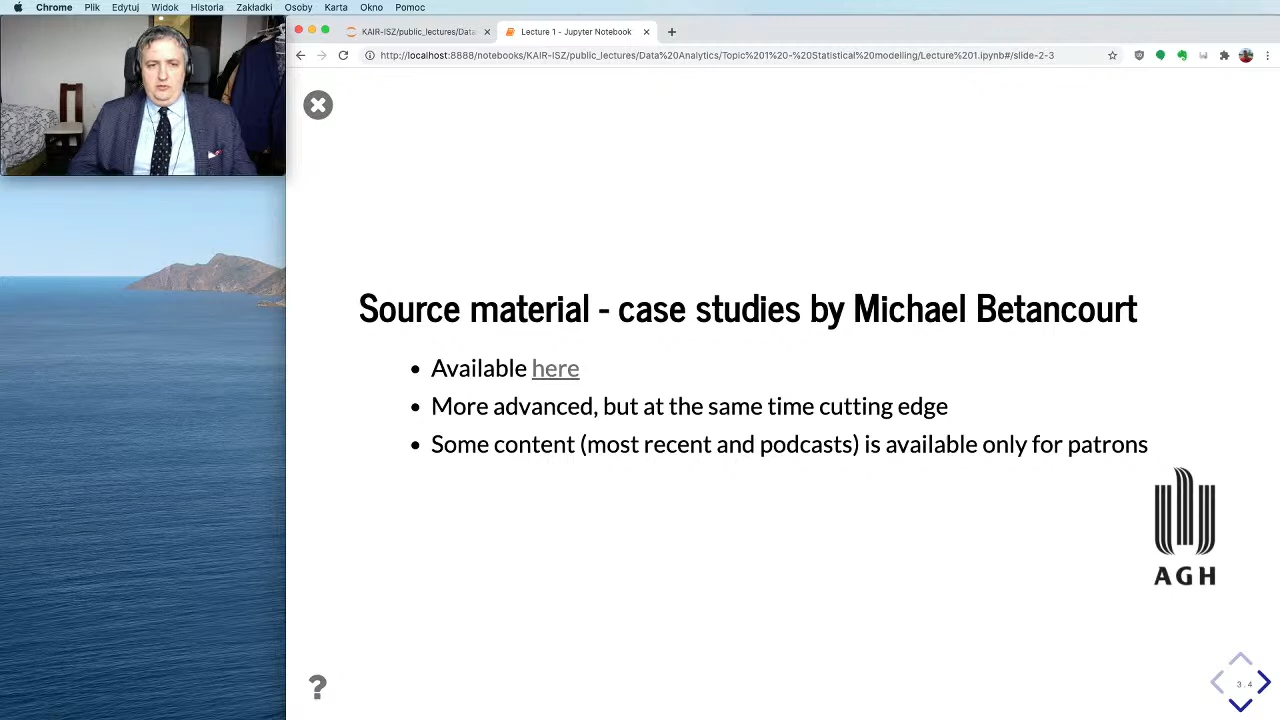 Chrome Plik Edytuj Widok Historia Zakładki Osoby Karta Okno Pomoc
KAIR-ISZ/public_lectures/Data
Lecture 1 - Jupyter Notebook
http://localhost:8888/notebooks/KAIR-ISZ/public_lectures/Data%20Analytics/Topic%201%20-%20Statistical%20modelling/Lecture%201.ipynb#/slide-2-3
Source material - case studies by Michael Betancourt
• Available here
• More advanced, but at the same time cutting edge
• Some content (most recent and podcasts) is available only for patrons
AGH
?
3.4